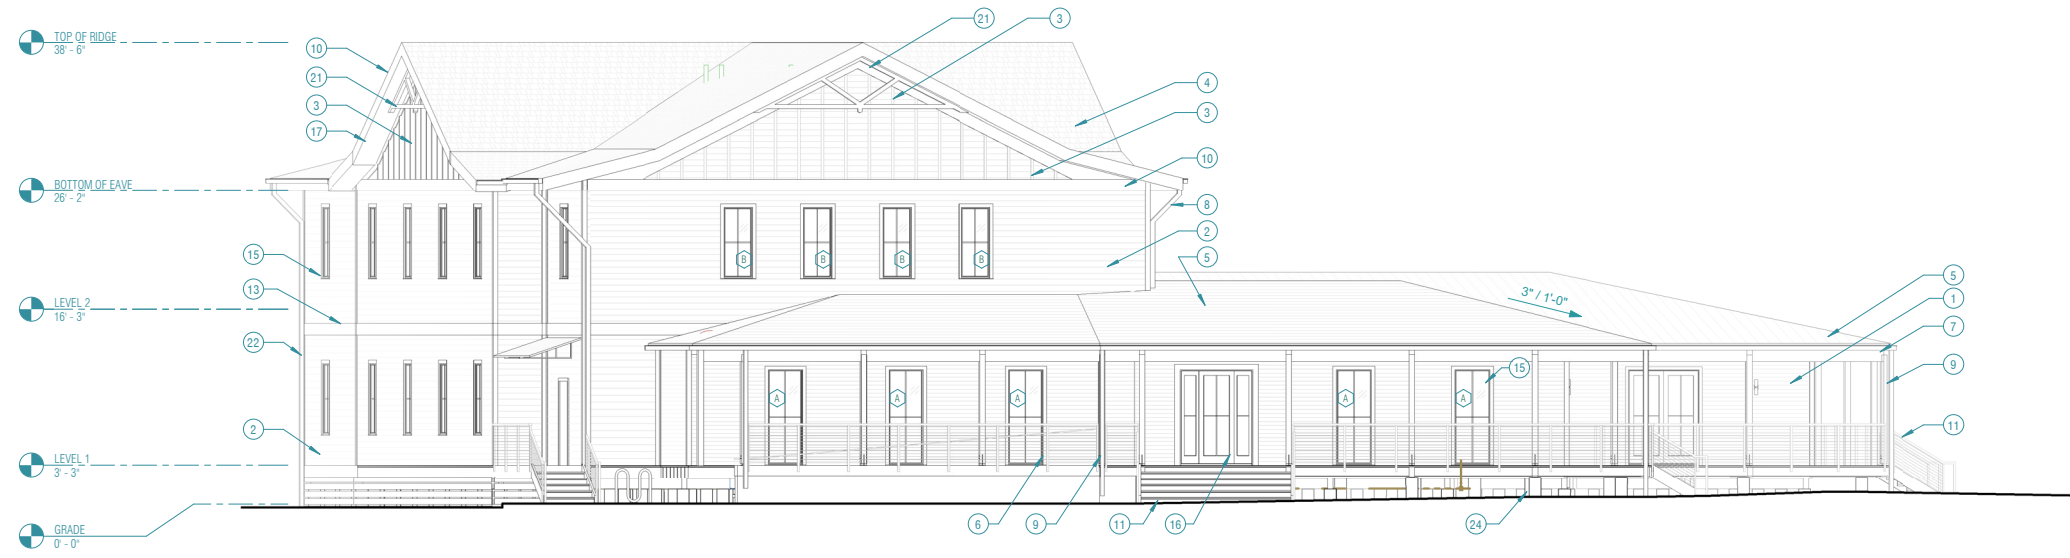 21
3
TOP OF RIDGE
38' - 6"
10
21
3
17
4
3
10
BOTTOM OF EAVE
26' - 2"
8
2
5
15
B
B
B
B
13
3" / 1'-0"
5
1
7
9
LEVEL 2
16' - 3"
22
15
A
A
A
A
A
2
11
LEVEL 1
3' - 3"
6
9
11
16
24
GRADE
0' - 0"